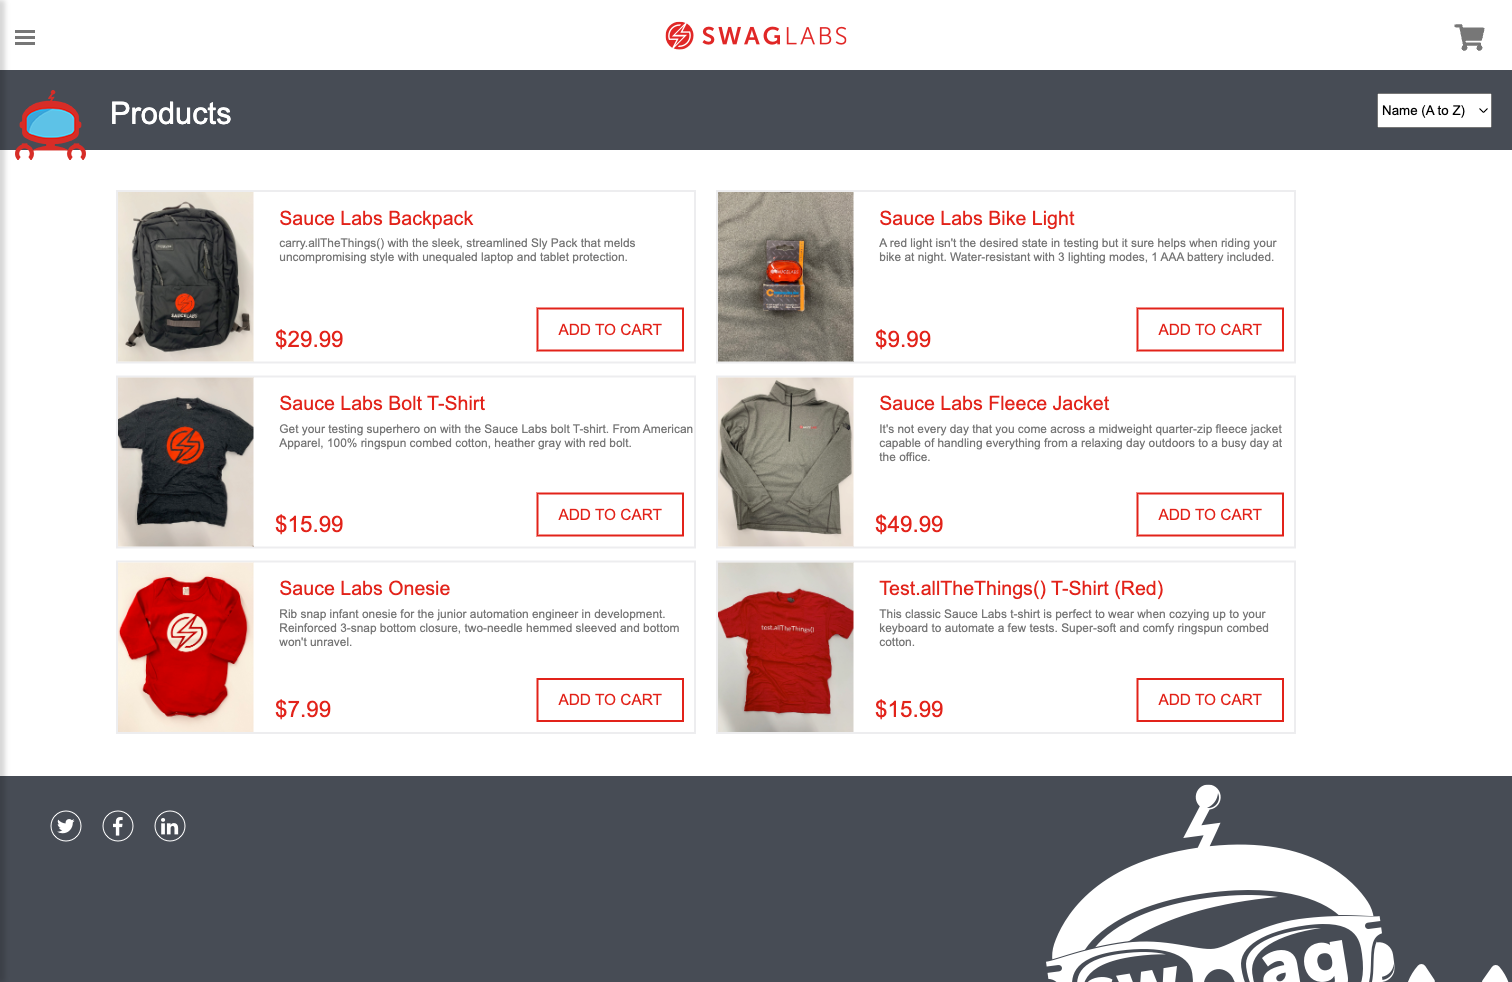 SWAGLABS
Products
Name (A to Z)
Sauce Labs Backpack
carry.allTheThings() with the sleek, streamlined Sly Pack that melds
uncompromising style with unequaled laptop and tablet protection.
$29.99
ADD TO CART
Sauce Labs Bike Light
A red light isn't the desired state in testing but it sure helps when riding your
bike at night. Water-resistant with 3 lighting modes, 1 AAA battery included.
$9.99
ADD TO CART
Sauce Labs Bolt T-Shirt
Get your testing superhero on with the Sauce Labs bolt T-shirt. From American
Apparel, 100% ringspun combed cotton, heather gray with red bolt.
$15.99
ADD TO CART
Sauce Labs Fleece Jacket
It's not every day that you come across a midweight quarter-zip fleece jacket
capable of handling everything from a relaxing day outdoors to a busy day at
the office.
$49.99
ADD TO CART
Sauce Labs Onesie
Rib snap infant onesie for the junior automation engineer in development.
Reinforced 3-snap bottom closure, two-needle hemmed sleeved and bottom
won't unravel.
$7.99
ADD TO CART
test.allTheThings()
Test.allTheThings() T-Shirt (Red)
This classic Sauce Labs t-shirt is perfect to wear when cozying up to your
keyboard to automate a few tests. Super-soft and comfy ringspun combed
cotton.
$15.99
ADD TO CART
swag